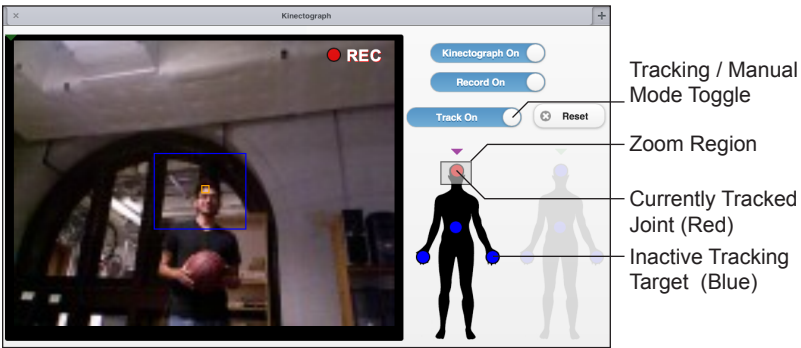 Kinectograph
REC
Kinectograph On
Record On
Track On
Reset
Tracking / Manual
Mode Toggle
Zoom Region
Currently Tracked
Joint (Red)
Inactive Tracking
Target (Blue)